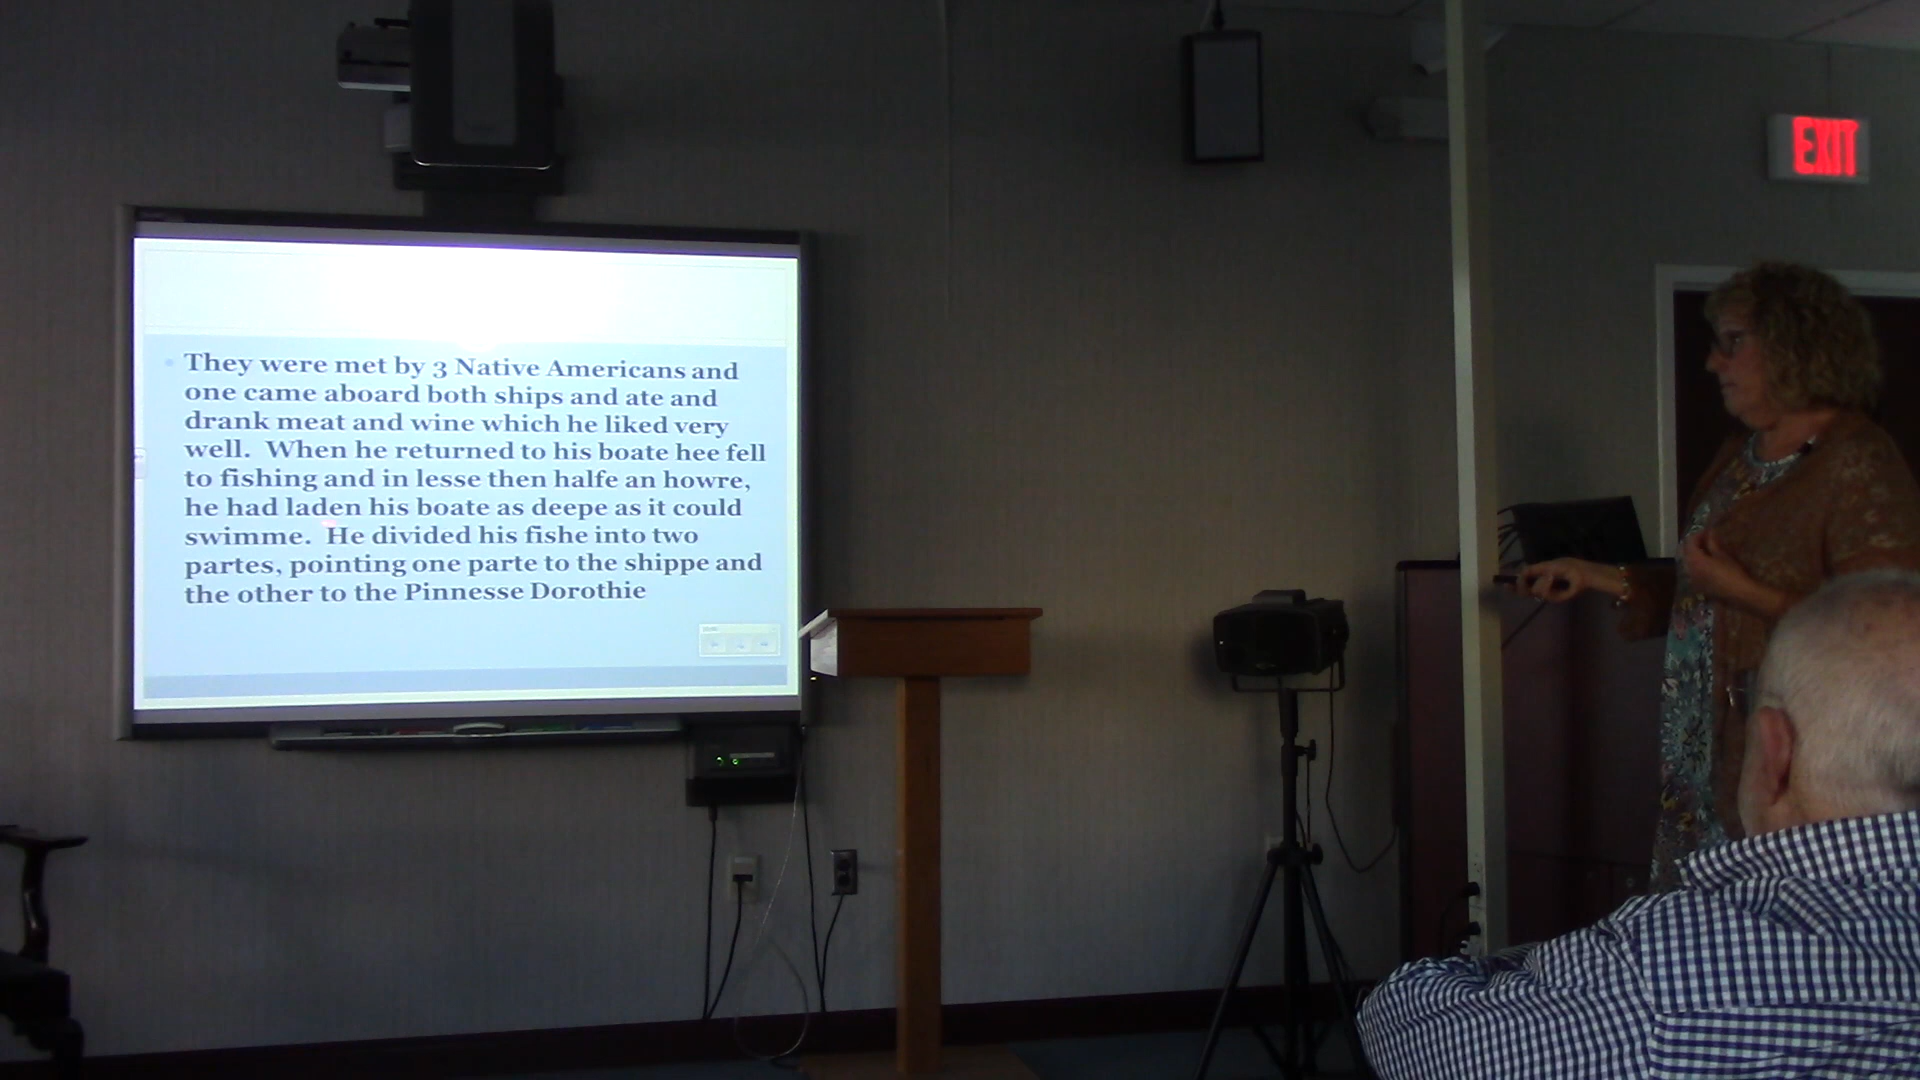 They were met by 3 Native Americans and
one came aboard both ships and ate and
drank meat and wine which he liked very
well. When he returned to his boate hee fell
to fishing and in lesse then halfe an howre,
he had laden his boate as deepe as it could
swimme. He divided his fishe into two
partes, pointing one parte to the shippe and
the other to the Pinnesse Dorothie
EXIT